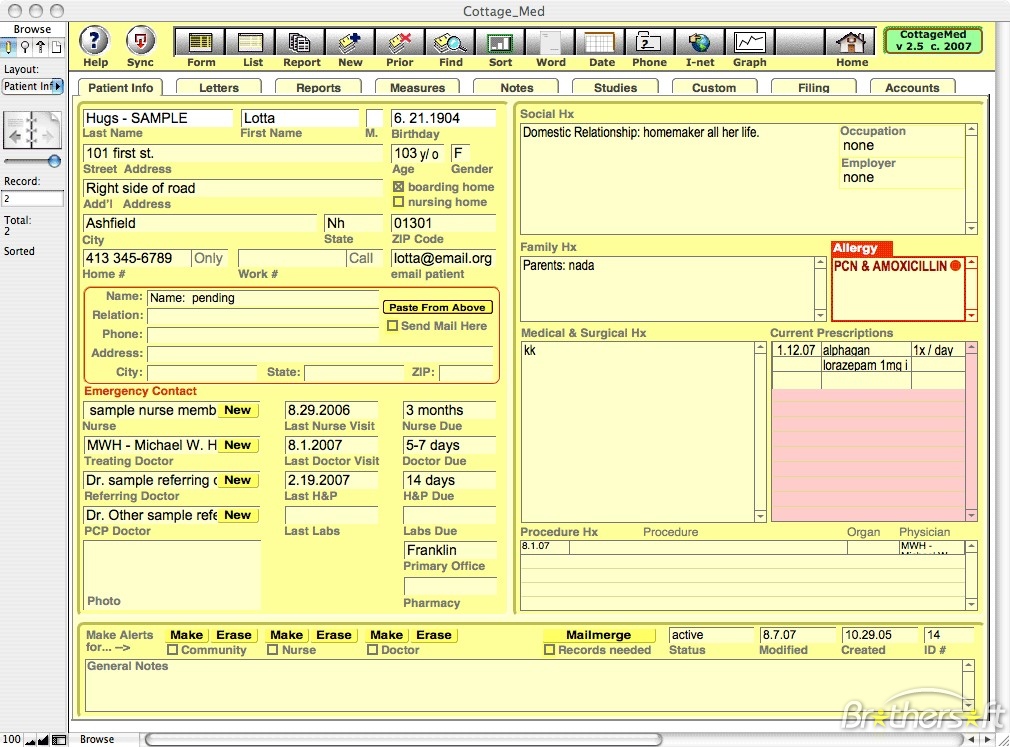 Cottage_Med
Browse
Layout:
Patient Inf
Record:
2
Total:
2
Sorted
Help Sync Form List Report New Prior Find Sort Word Date Phone I-net Graph Home
CottageMed
v 2.5 c. 2007
Patient Info Letters Reports Measures Notes Studies Custom Filing Accounts
Hugs - SAMPLE Lotta 6. 21.1904
Last Name First Name M. Birthday
101 first st. 103 y/o F
Street Address Age Gender
Right side of road boarding home
Add'l Address nursing home
Ashfield Nh 01301
City State ZIP Code
413 345-6789 Only Call lotta@email.org
Home # Work # email patient
Name: Name: pending Paste From Above
Relation: Send Mail Here
Phone:
Address:
City: State: ZIP:
Emergency Contact
sample nurse memb New 8.29.2006 3 months
Nurse Last Nurse Visit Nurse Due
MWH - Michael W. H New 8.1.2007 5-7 days
Treating Doctor Last Doctor Visit Doctor Due
Dr. sample referring New 2.19.2007 14 days
Referring Doctor Last H&P H&P Due
Dr. Other sample refe New
PCP Doctor Last Labs Labs Due
Franklin
Primary Office
Photo
Pharmacy
Social Hx
Domestic Relationship: homemaker all her life.
Occupation
none
Employer
none
Family Hx
Parents: nada
Allergy
PCN & AMOXICILLIN
Medical & Surgical Hx
kk
Current Prescriptions
1.12.07 alphagan 1x / day
lorazepam 1mg i
Procedure Hx Procedure Organ Physician
8.1.07 MWH -
Make Alerts Make Erase Make Erase Make Erase Mailmerge active 8.7.07 10.29.05 14
for... --> Community Nurse Doctor Records needed Status Modified Created ID #
General Notes
100 Browse
Br thers ft